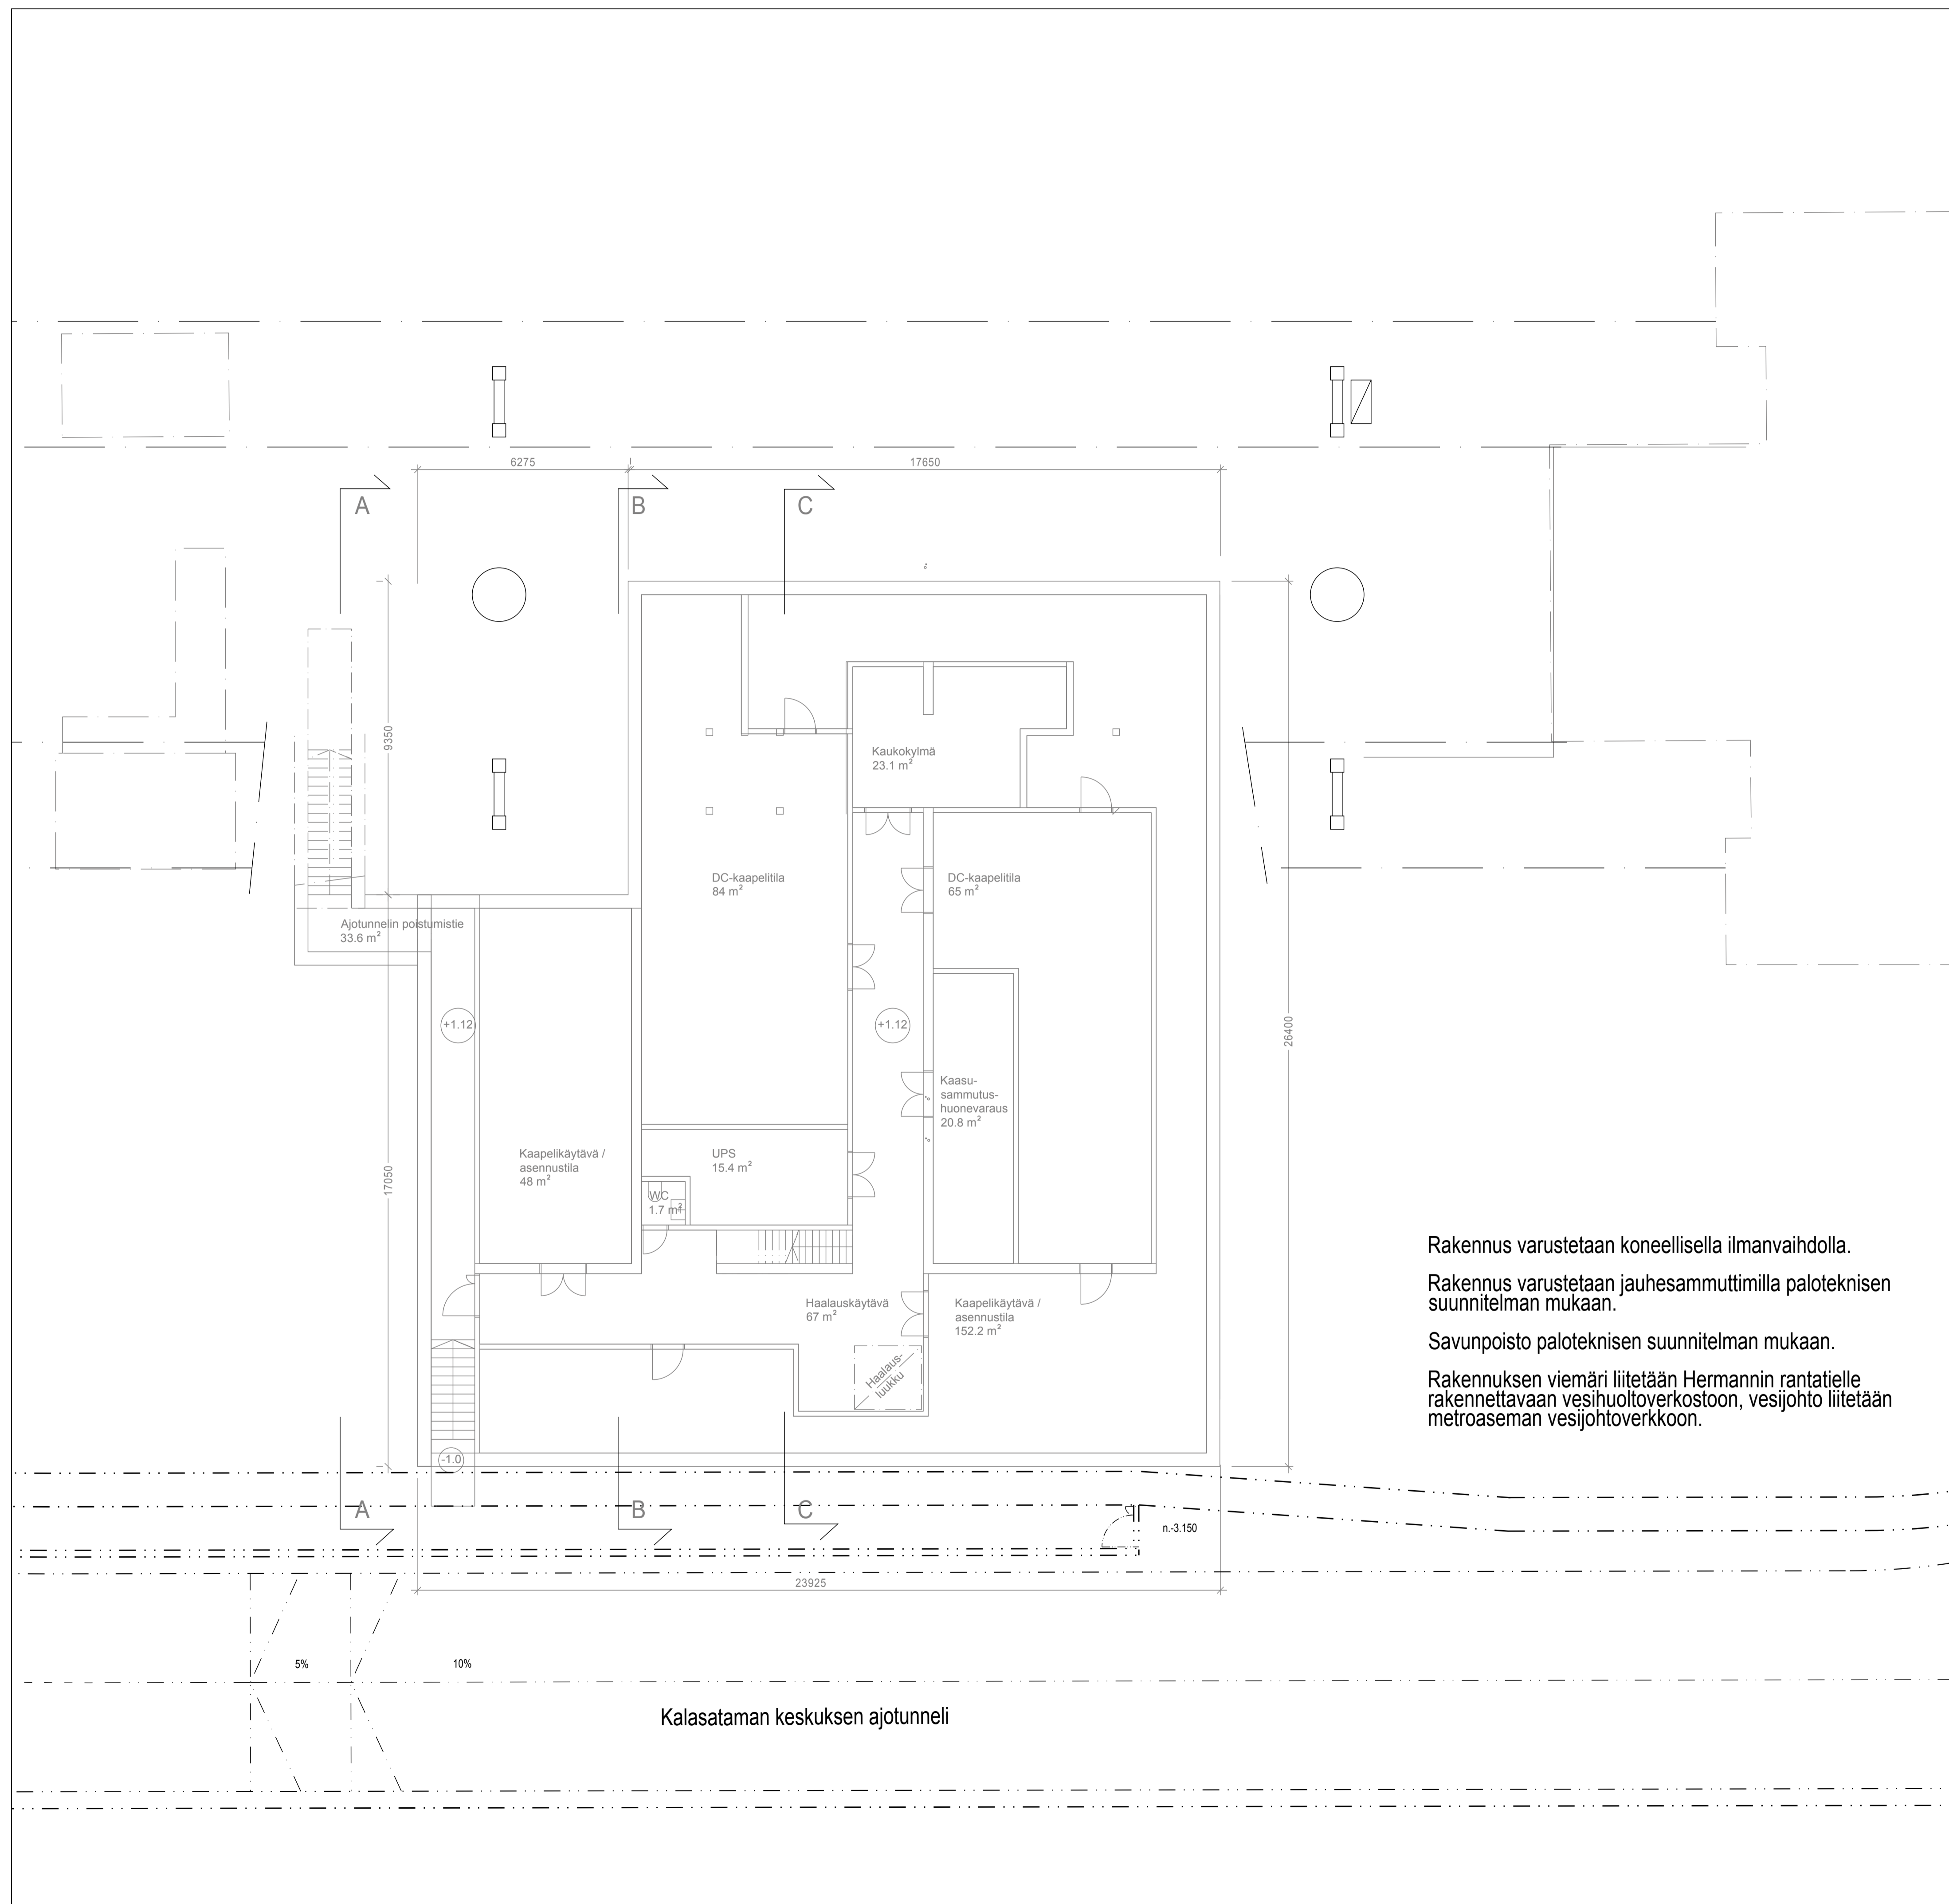 6275
17650
A
B
C
9350
Kaukokylmä
23.1 m²
DC-kaapelitila
84 m²
DC-kaapelitila
65 m²
Ajotunnelin poistumistie
33.6 m²
+1.12
+1.12
26400
Kaasu-
sammutus-
huonevaraus
20.8 m²
Kaapelikäytävä /
asennustila
48 m²
UPS
15.4 m²
17050
WC
1.7 m²
Rakennus varustetaan koneellisella ilmanvaihdolla.
Rakennus varustetaan jauhesammuttimilla paloteknisen
suunnitelman mukaan.
Savunpoisto paloteknisen suunnitelman mukaan.
Rakennuksen viemäri liitetään Hermannin rantatielle
rakennettavaan vesihuoltoverkostoon, vesijohto liitetään
metroaseman vesijohtoverkkoon.
Haalauskäytävä
67 m²
Kaapelikäytävä /
asennustila
152.2 m²
Haalaus-
luukku
-1.0
A
B
C
n.-3.150
23925
5%
10%
Kalasataman keskuksen ajotunneli